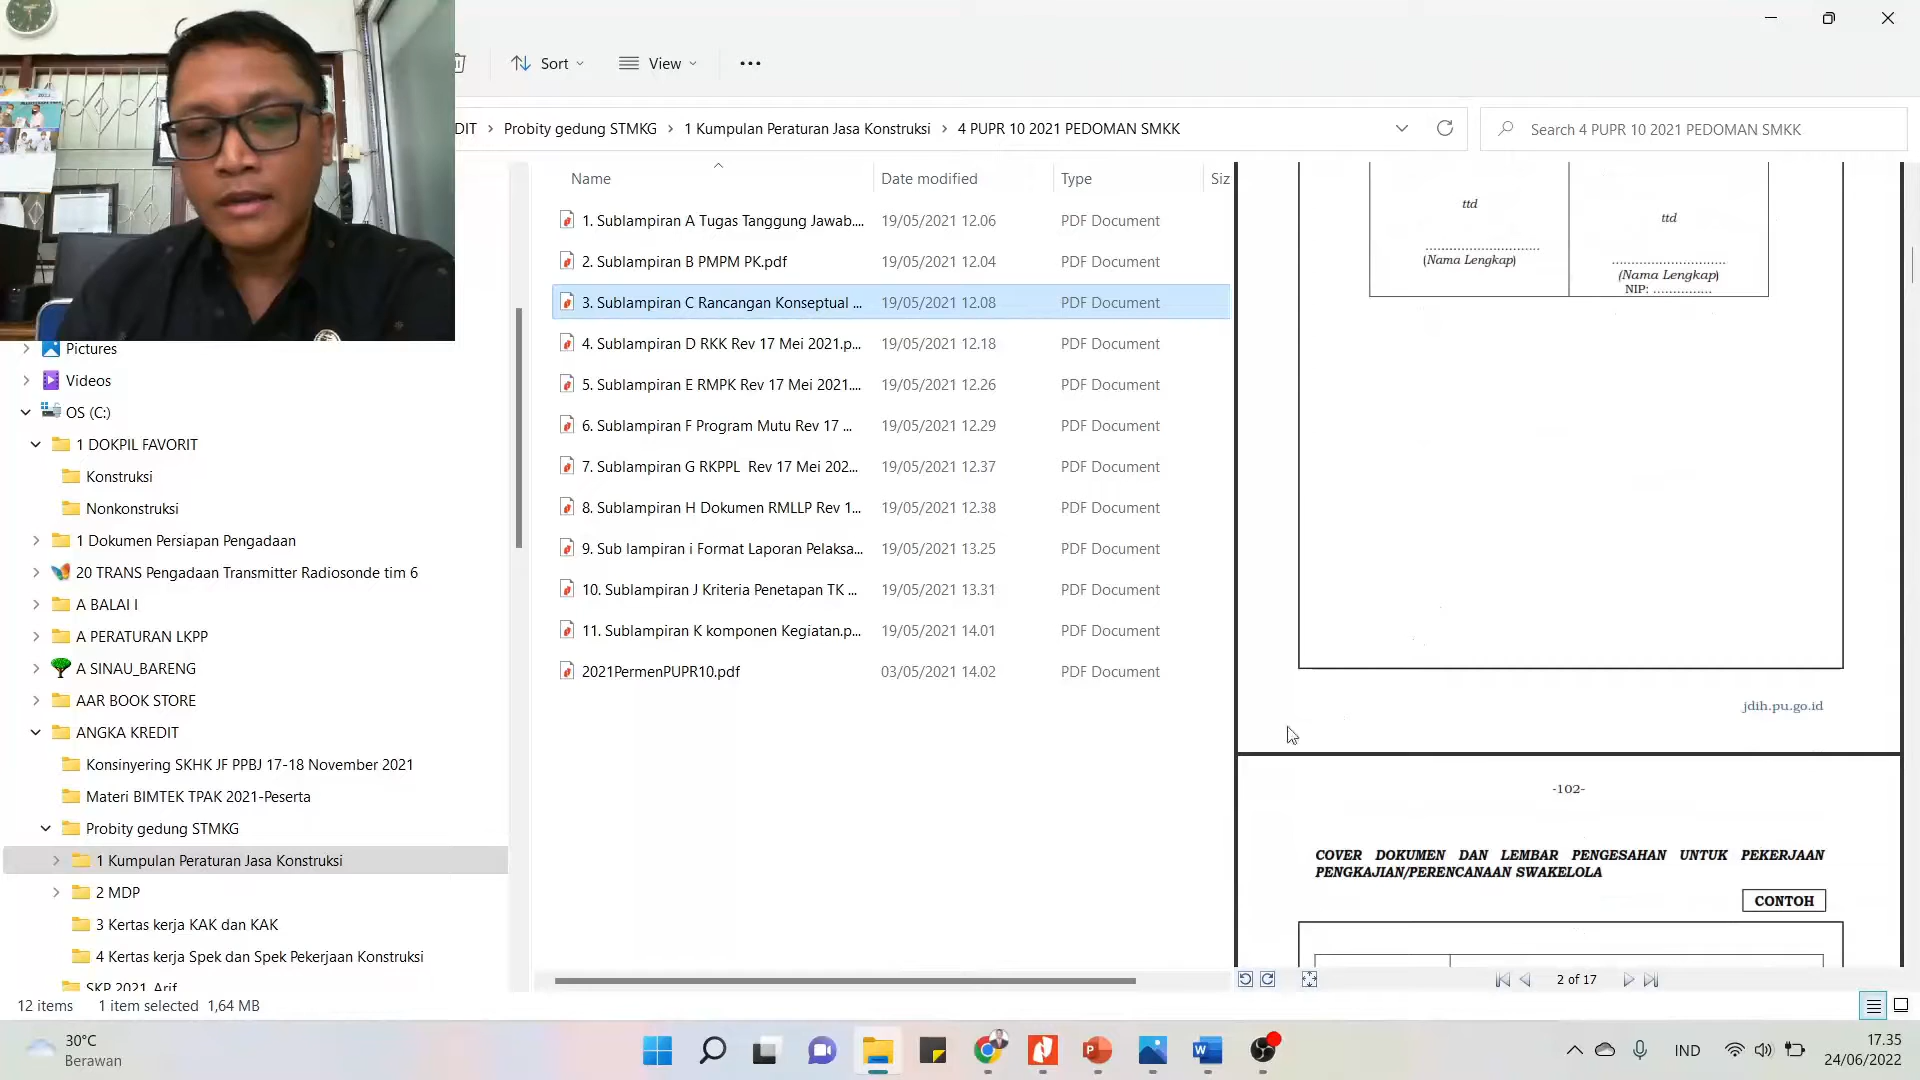 Sort
View
DIT > Probity gedung STMKG > 1 Kumpulan Peraturan Jasa Konstruksi > 4 PUPR 10 2021 PEDOMAN SMKK
Search 4 PUPR 10 2021 PEDOMAN SMKK
Name Date modified Type Siz
1. Sublampiran A Tugas Tanggung Jawab.... 19/05/2021 12.06 PDF Document
2. Sublampiran B PMPM PK.pdf 19/05/2021 12.04 PDF Document
3. Sublampiran C Rancangan Konseptual ... 19/05/2021 12.08 PDF Document
4. Sublampiran D RKK Rev 17 Mei 2021.p... 19/05/2021 12.18 PDF Document
5. Sublampiran E RMPK Rev 17 Mei 2021.... 19/05/2021 12.26 PDF Document
6. Sublampiran F Program Mutu Rev 17 ... 19/05/2021 12.29 PDF Document
7. Sublampiran G RKPPL Rev 17 Mei 202... 19/05/2021 12.37 PDF Document
8. Sublampiran H Dokumen RMLLP Rev 1... 19/05/2021 12.38 PDF Document
9. Sub lampiran i Format Laporan Pelaksa... 19/05/2021 13.25 PDF Document
10. Sublampiran J Kriteria Penetapan TK ... 19/05/2021 13.31 PDF Document
11. Sublampiran K komponen Kegiatan.p... 19/05/2021 14.01 PDF Document
2021PermenPUPR10.pdf 03/05/2021 14.02 PDF Document
Pictures
Videos
OS (C:)
1 DOKPIL FAVORIT
Konstruksi
Nonkonstruksi
1 Dokumen Persiapan Pengadaan
20 TRANS Pengadaan Transmitter Radiosonde tim 6
A BALAI I
A PERATURAN LKPP
A SINAU_BARENG
AAR BOOK STORE
ANGKA KREDIT
Konsinyering SKHK JF PPBJ 17-18 November 2021
Materi BIMTEK TPAK 2021-Peserta
Probity gedung STMKG
1 Kumpulan Peraturan Jasa Konstruksi
2 MDP
3 Kertas kerja KAK dan KAK
4 Kertas kerja Spek dan Spek Pekerjaan Konstruksi
SKP 2021 Arif
12 items 1 item selected 1,64 MB
ttd
ttd
(Nama Lengkap)
(Nama Lengkap)
NIP: ...............
jdih.pu.go.id
-102-
COVER DOKUMEN DAN LEMBAR PENGESAHAN UNTUK PEKERJAAN
PENGKAJIAN/PERENCANAAN SWAKELOLA
CONTOH
2 of 17
30°C
Berawan
IND
17.35
24/06/2022